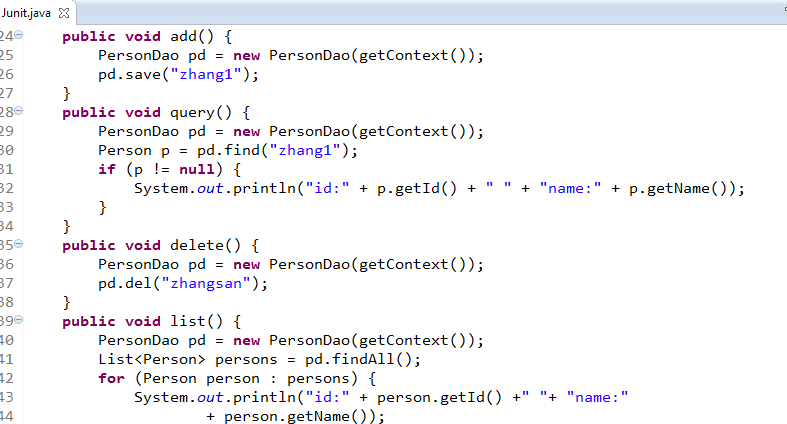 Junit.java
24 public void add() {
25 PersonDao pd = new PersonDao(getContext());
26 pd.save("zhang1");
27 }
28 public void query() {
29 PersonDao pd = new PersonDao(getContext());
30 Person p = pd.find("zhang1");
31 if (p != null) {
32 System.out.println("id:" + p.getId() + " " + "name:" + p.getName());
33 }
34 }
35 public void delete() {
36 PersonDao pd = new PersonDao(getContext());
37 pd.del("zhangsan");
38 }
39 public void list() {
40 PersonDao pd = new PersonDao(getContext());
41 List<Person> persons = pd.findAll();
42 for (Person person : persons) {
43 System.out.println("id:" + person.getId() +" "+ "name:"
44 + person.getName());